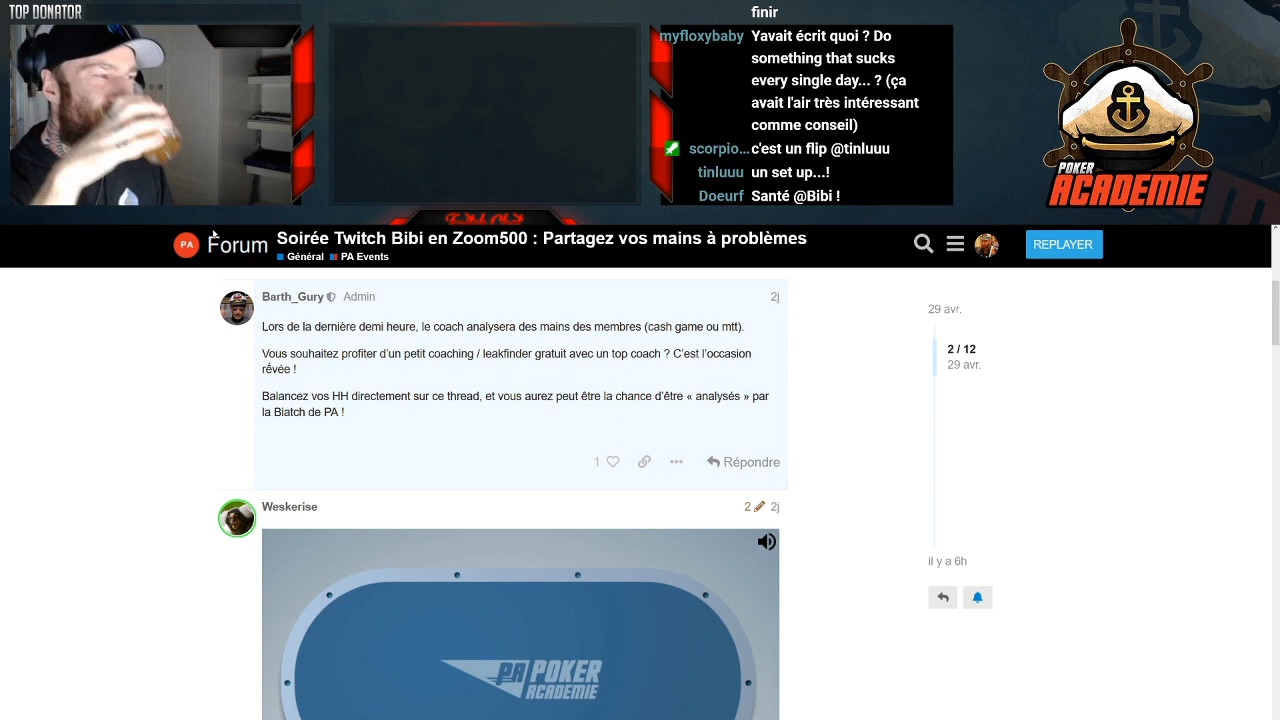 TOP DONATOR
finir
myfloxybaby Yavait écrit quoi ? Do
something that sucks
every single day... ? (ça
avait l'air très intéressant
comme conseil)
scorpio... c'est un flip @tinluuu
tinluuu un set up...!
Doeurf Santé @Bibi !
POKER
ACADEMIE
PA Forum
Soirée Twitch Bibi en Zoom500 : Partagez vos mains à problèmes
Général PA Events
REPLAYER
Barth_Gury Admin 2j
Lors de la dernière demi heure, le coach analysera des mains des membres (cash game ou mtt).
Vous souhaitez profiter d'un petit coaching / leakfinder gratuit avec un top coach ? C'est l'occasion
rêvée !
Balancez vos HH directement sur ce thread, et vous aurez peut être la chance d'être « analysés » par
la Biatch de PA !
1 Répondre
29 avr.
2 / 12
29 avr.
il y a 6h
Weskerise 2 2j
PA POKER
ACADEMIE